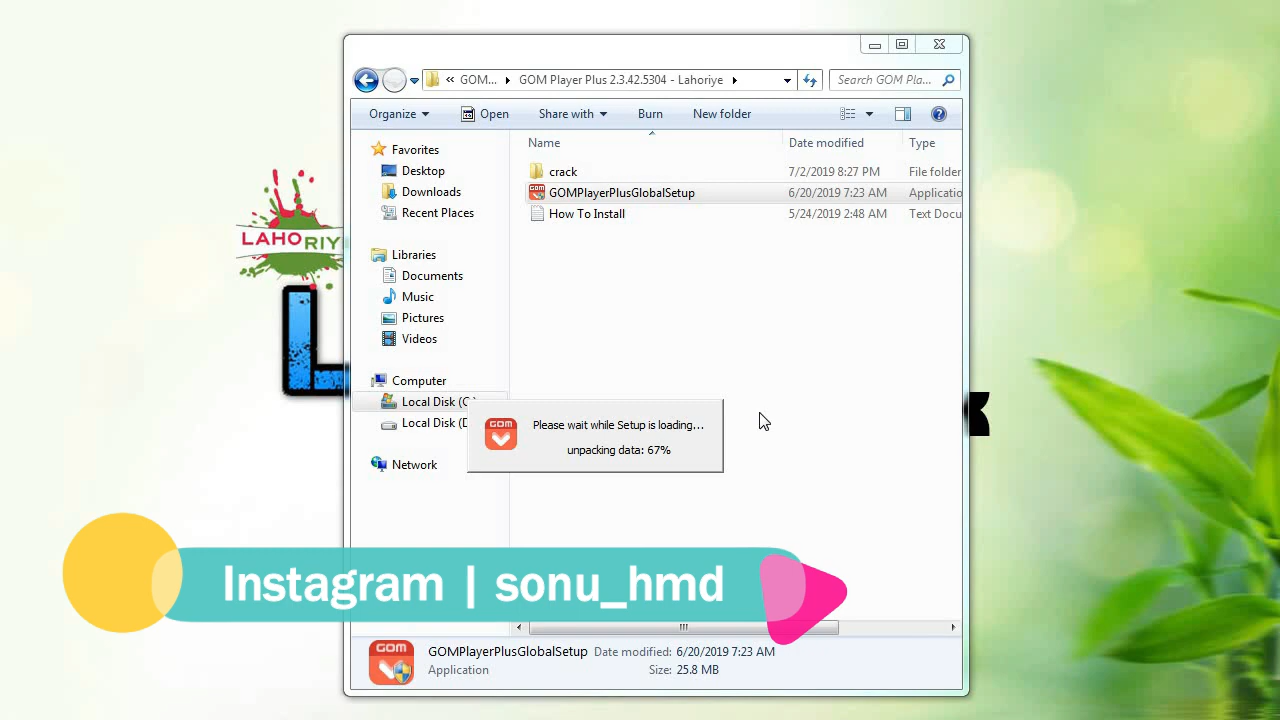 « GOM... ▸ GOM Player Plus 2.3.42.5304 - Lahoriye ▸
Search GOM Pla...
Organize
Open
Share with
Burn
New folder
Name
Date modified
Type
Favorites
Desktop
Downloads
Recent Places
Libraries
Documents
Music
Pictures
Videos
Computer
Local Disk (C:)
Local Disk (D
Network
crack 7/2/2019 8:27 PM File folder
GOMPlayerPlusGlobalSetup 6/20/2019 7:23 AM Applicatio
How To Install 5/24/2019 2:48 AM Text Docu
LAHORIY
L
GOM
Please wait while Setup is loading...
unpacking data: 67%
Instagram | sonu_hmd
GOM
GOMPlayerPlusGlobalSetup Date modified: 6/20/2019 7:23 AM
Application Size: 25.8 MB